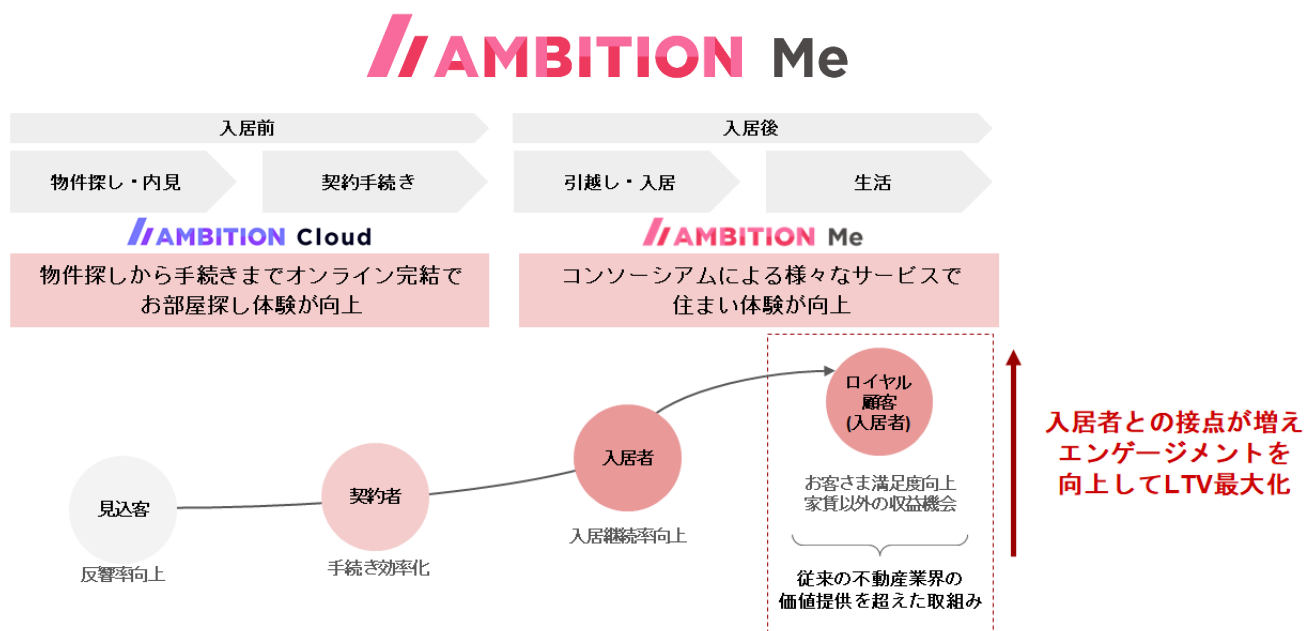 AMBITION Me
入居前
入居後
物件探し・内見
契約手続き
引越し・入居
生活
AMBITION Cloud
AMBITION Me
物件探しから手続きまでオンライン完結で
お部屋探し体験が向上
コンソーシアムによる様々なサービスで
住まい体験が向上
見込客
反響率向上
契約者
手続き効率化
入居者
入居継続率向上
ロイヤル
顧客
(入居者)
お客さま満足度向上
家賃以外の収益機会
従来の不動産業界の
価値提供を超えた取組み
入居者との接点が増え
エンゲージメントを
向上してLTV最大化